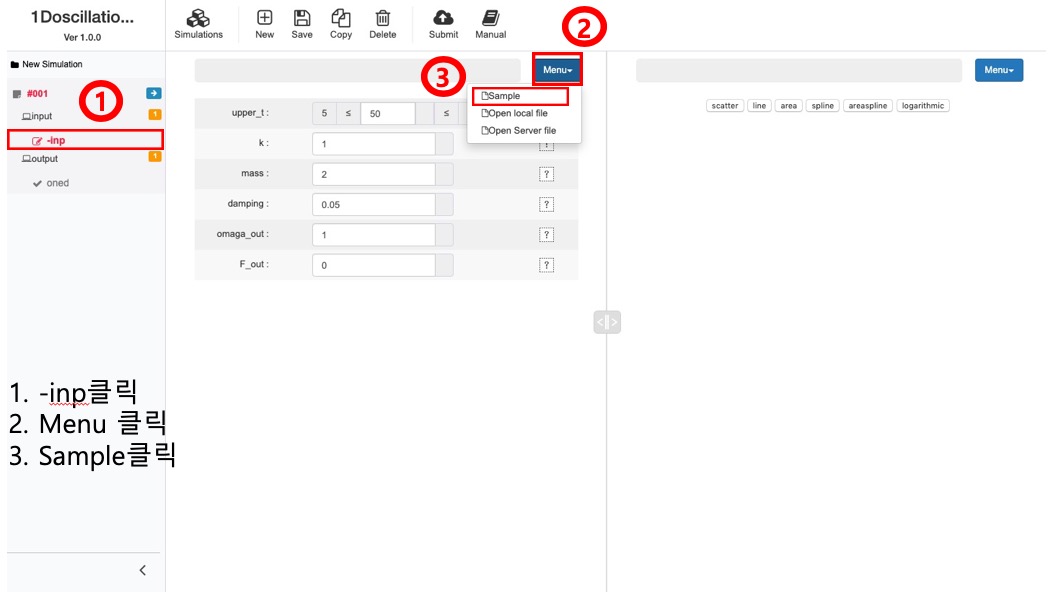 1Doscillatio...
Ver 1.0.0
Simulations
New
Save
Copy
Delete
Submit
Manual
New Simulation
#001
input
1
-inp
output
1
oned
1
2
3
Menu
Sample
Open local file
Open Server file
upper_t : 5 ≤ 50 ≤
k : 1 ?
mass : 2 ?
damping : 0.05 ?
omaga_out : 1 ?
F_out : 0 ?
Menu
scatter line area spline areaspline logarithmic
1. -inp클릭
2. Menu 클릭
3. Sample클릭